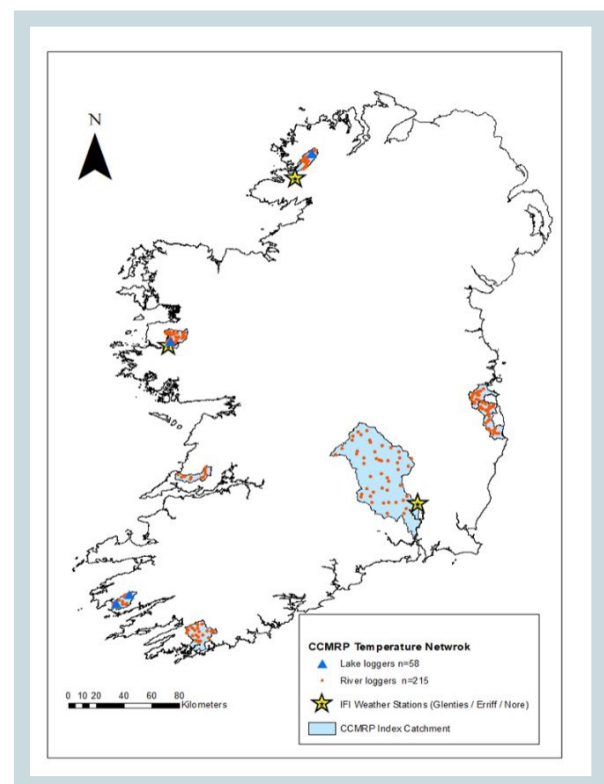 N
CCMRP Temperature Netwrok
Lake loggers n=58
River loggers n=215
IFI Weather Stations (Glenties / Erriff / Nore)
CCMRP Index Catchment
0 10 20 40 60 80
Kilometers